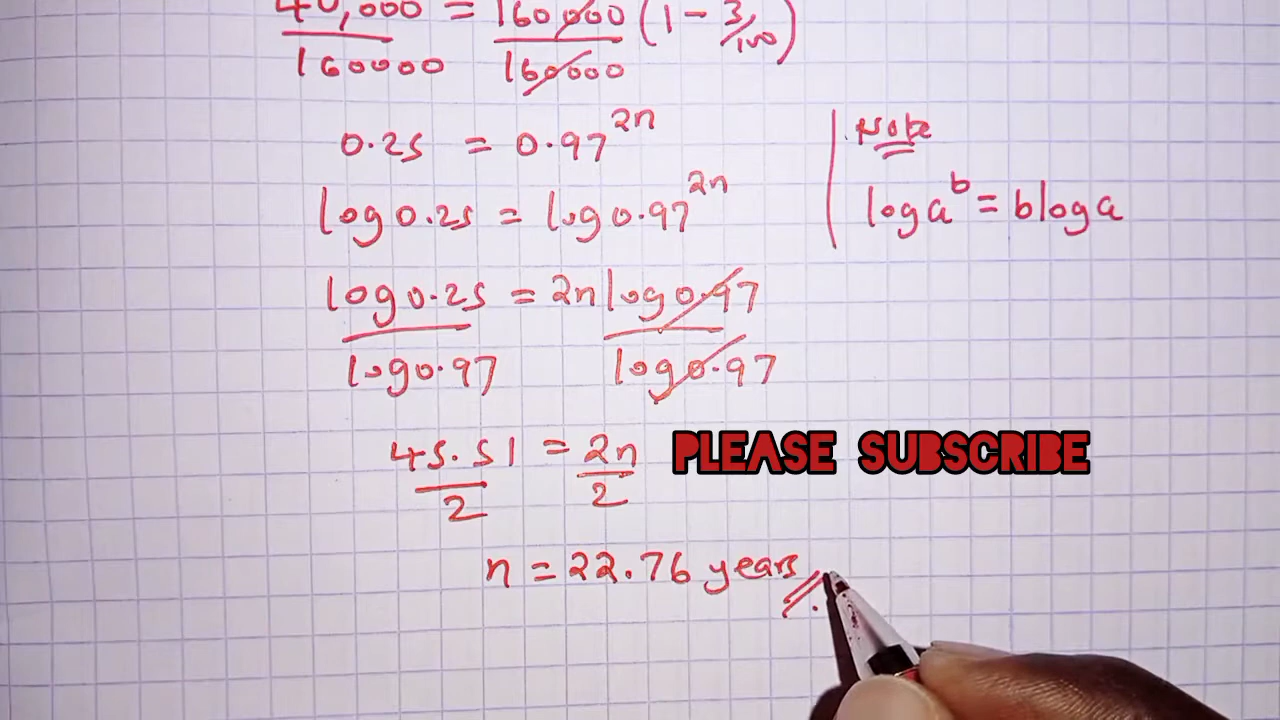 40,000 = 160,000 (1 - 3/100)
160000 160000
0.25 = 0.97^2n
log 0.25 = log 0.97^2n
log 0.25 = 2n log 0.97
log 0.97 log 0.97
45.51 = 2n
2 2
n = 22.76 years
Note
log a^b = b log a
PLEASE SUBSCRIBE